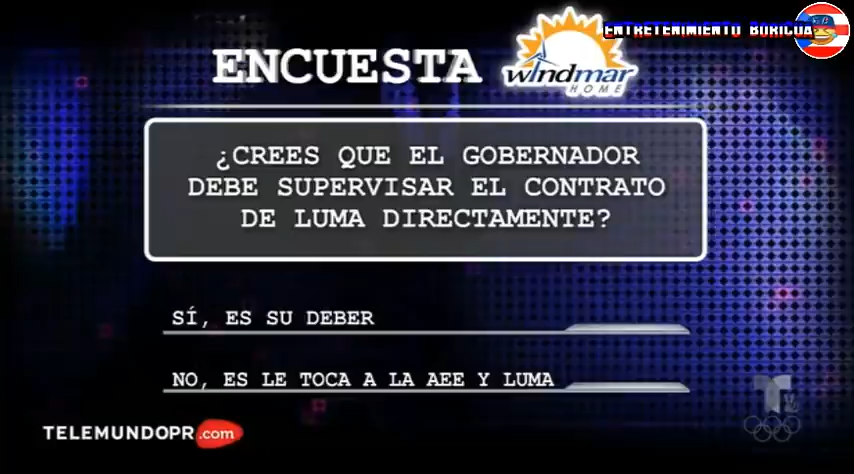 ENTRETENIMIENTO BORICUA
ENCUESTA
windmar
HOME
¿CREES QUE EL GOBERNADOR
DEBE SUPERVISAR EL CONTRATO
DE LUMA DIRECTAMENTE?
SÍ, ES SU DEBER
NO, ES LE TOCA A LA AEE Y LUMA
TELEMUNDOPR.com